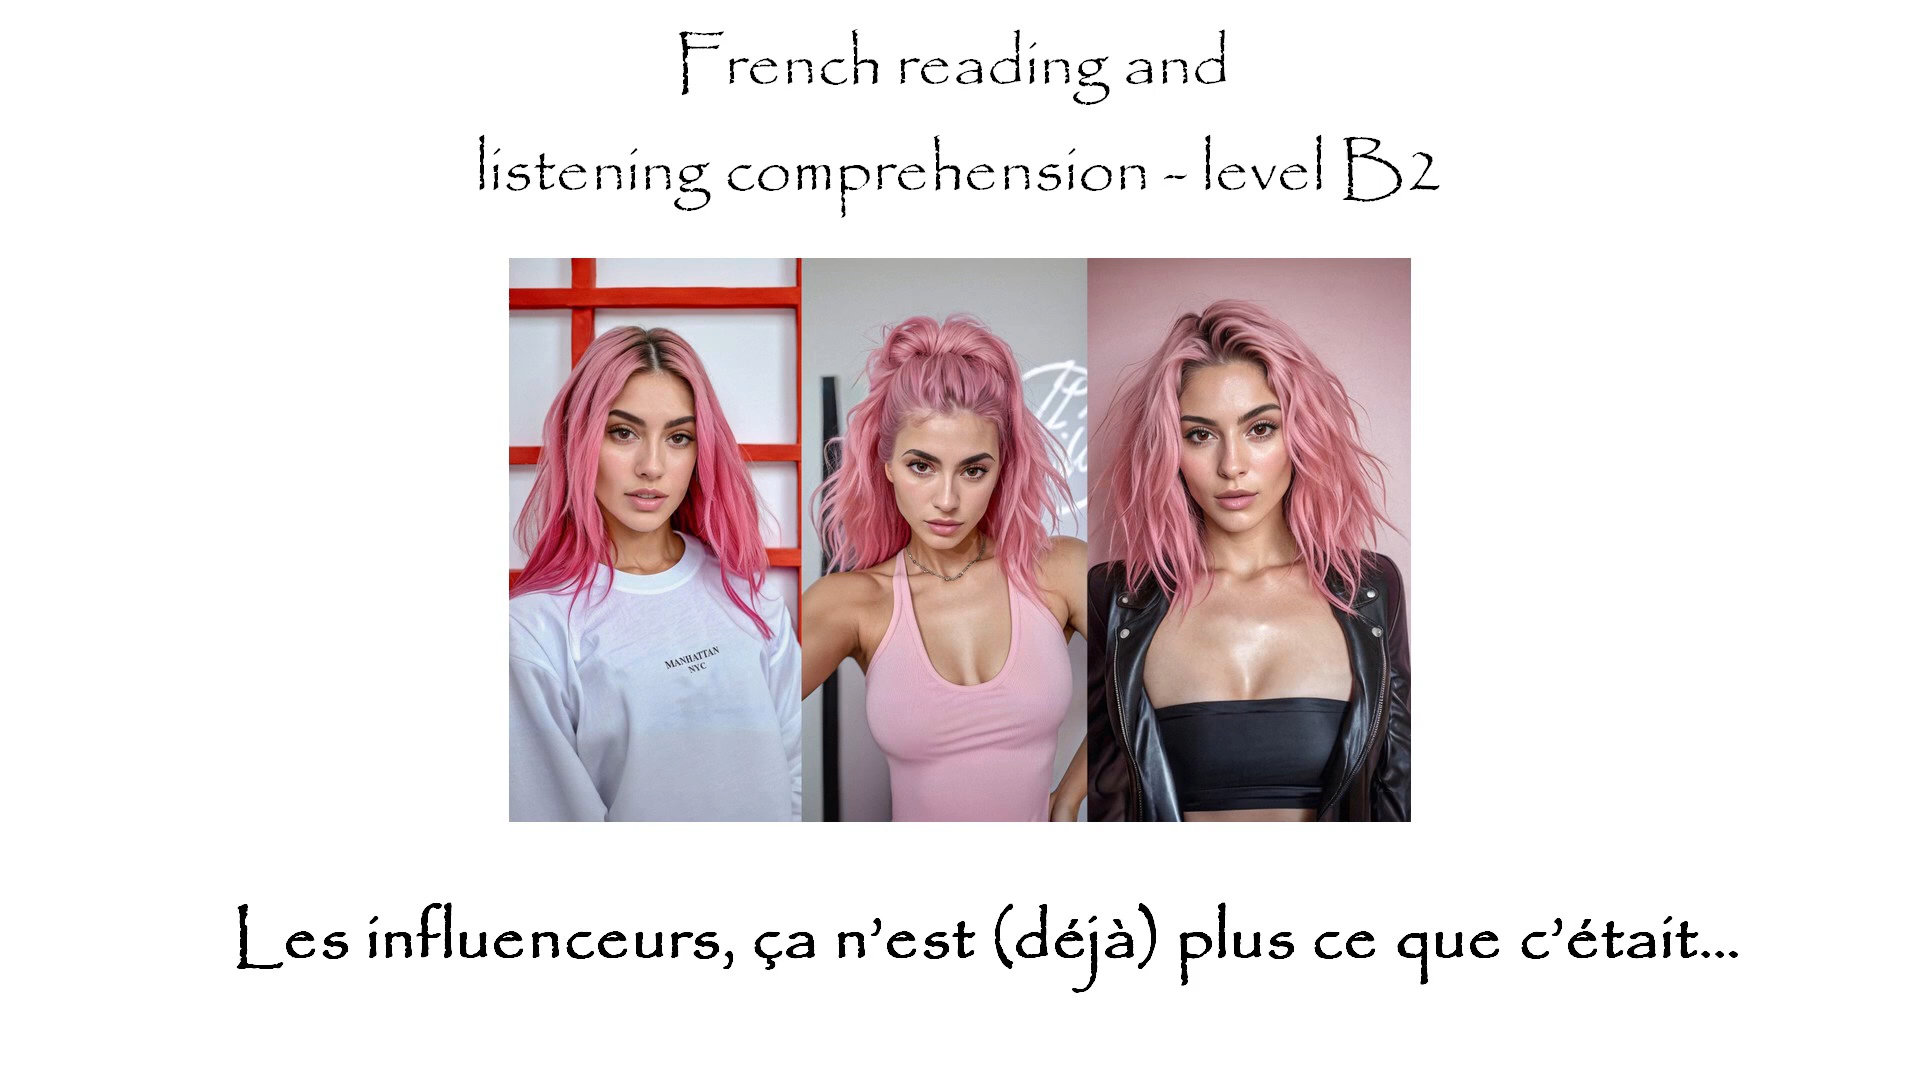 French reading and
listening comprehension - level B2
MANHATTAN
NYC
Les influenceurs, ça n'est (déjà) plus ce que c'était...